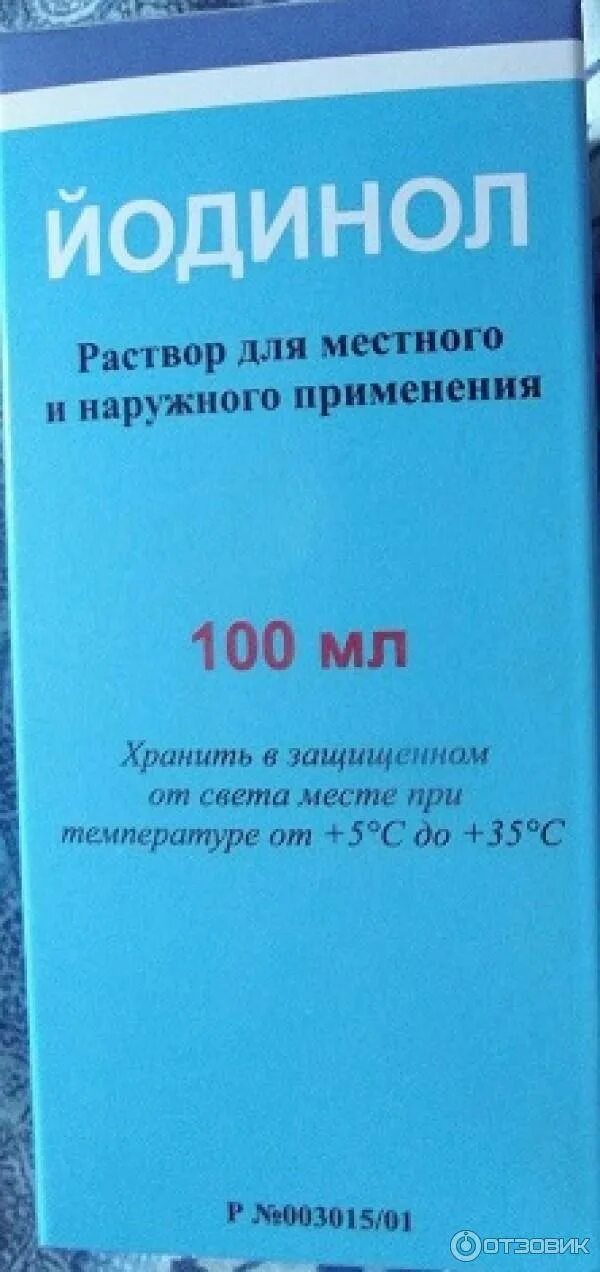 ЙОДИНОЛ
Раствор для местного
и наружного применения
100 мл
Хранить в защищенном
от света месте при
температуре от +5°С до +35°С
Р №003015/01
ОТЗОВИК